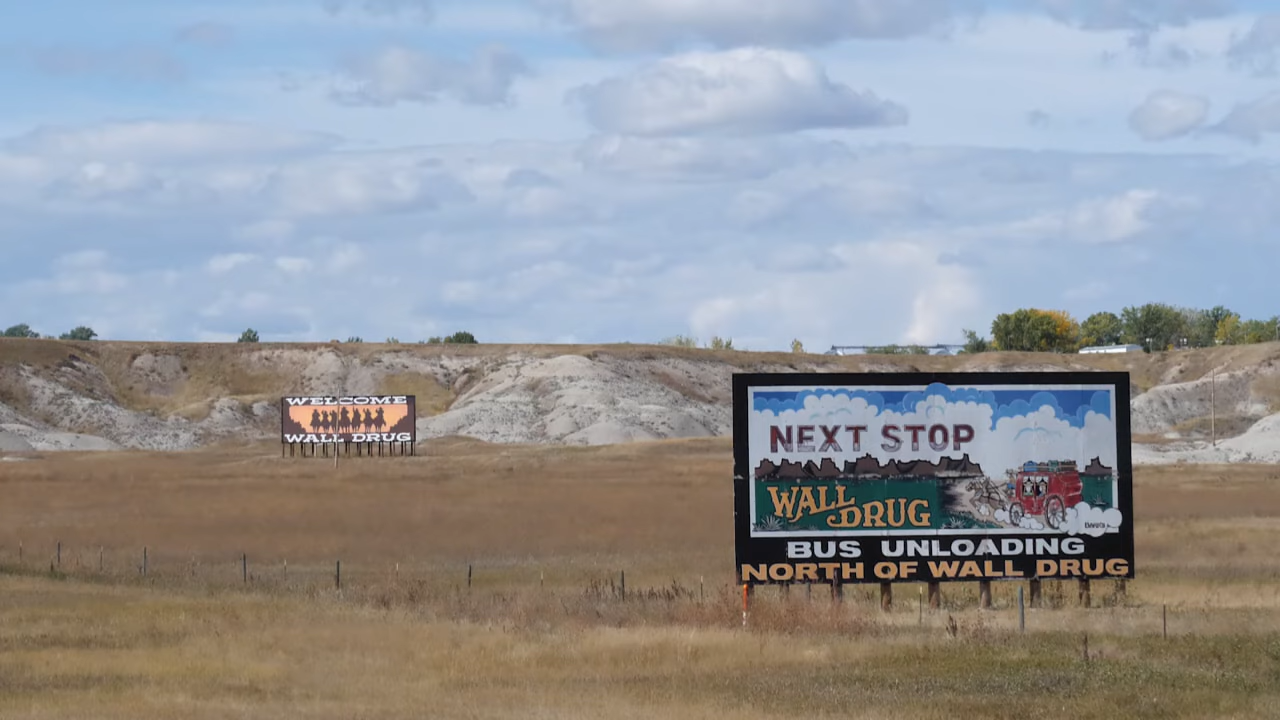 WELCOME
WALL DRUG
NEXT STOP
WALL
DRUG
BUS UNLOADING
NORTH OF WALL DRUG